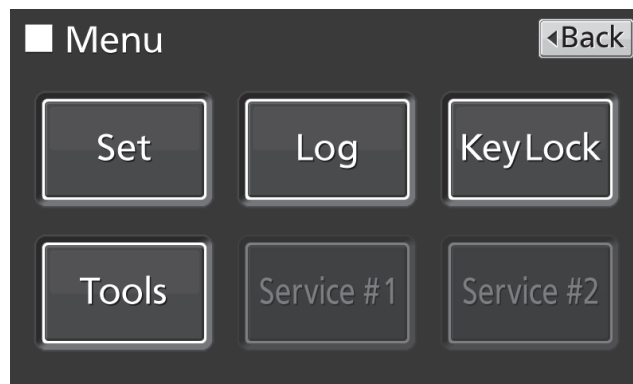 Menu
◂Back
Set
Log
KeyLock
Tools
Service #1
Service #2